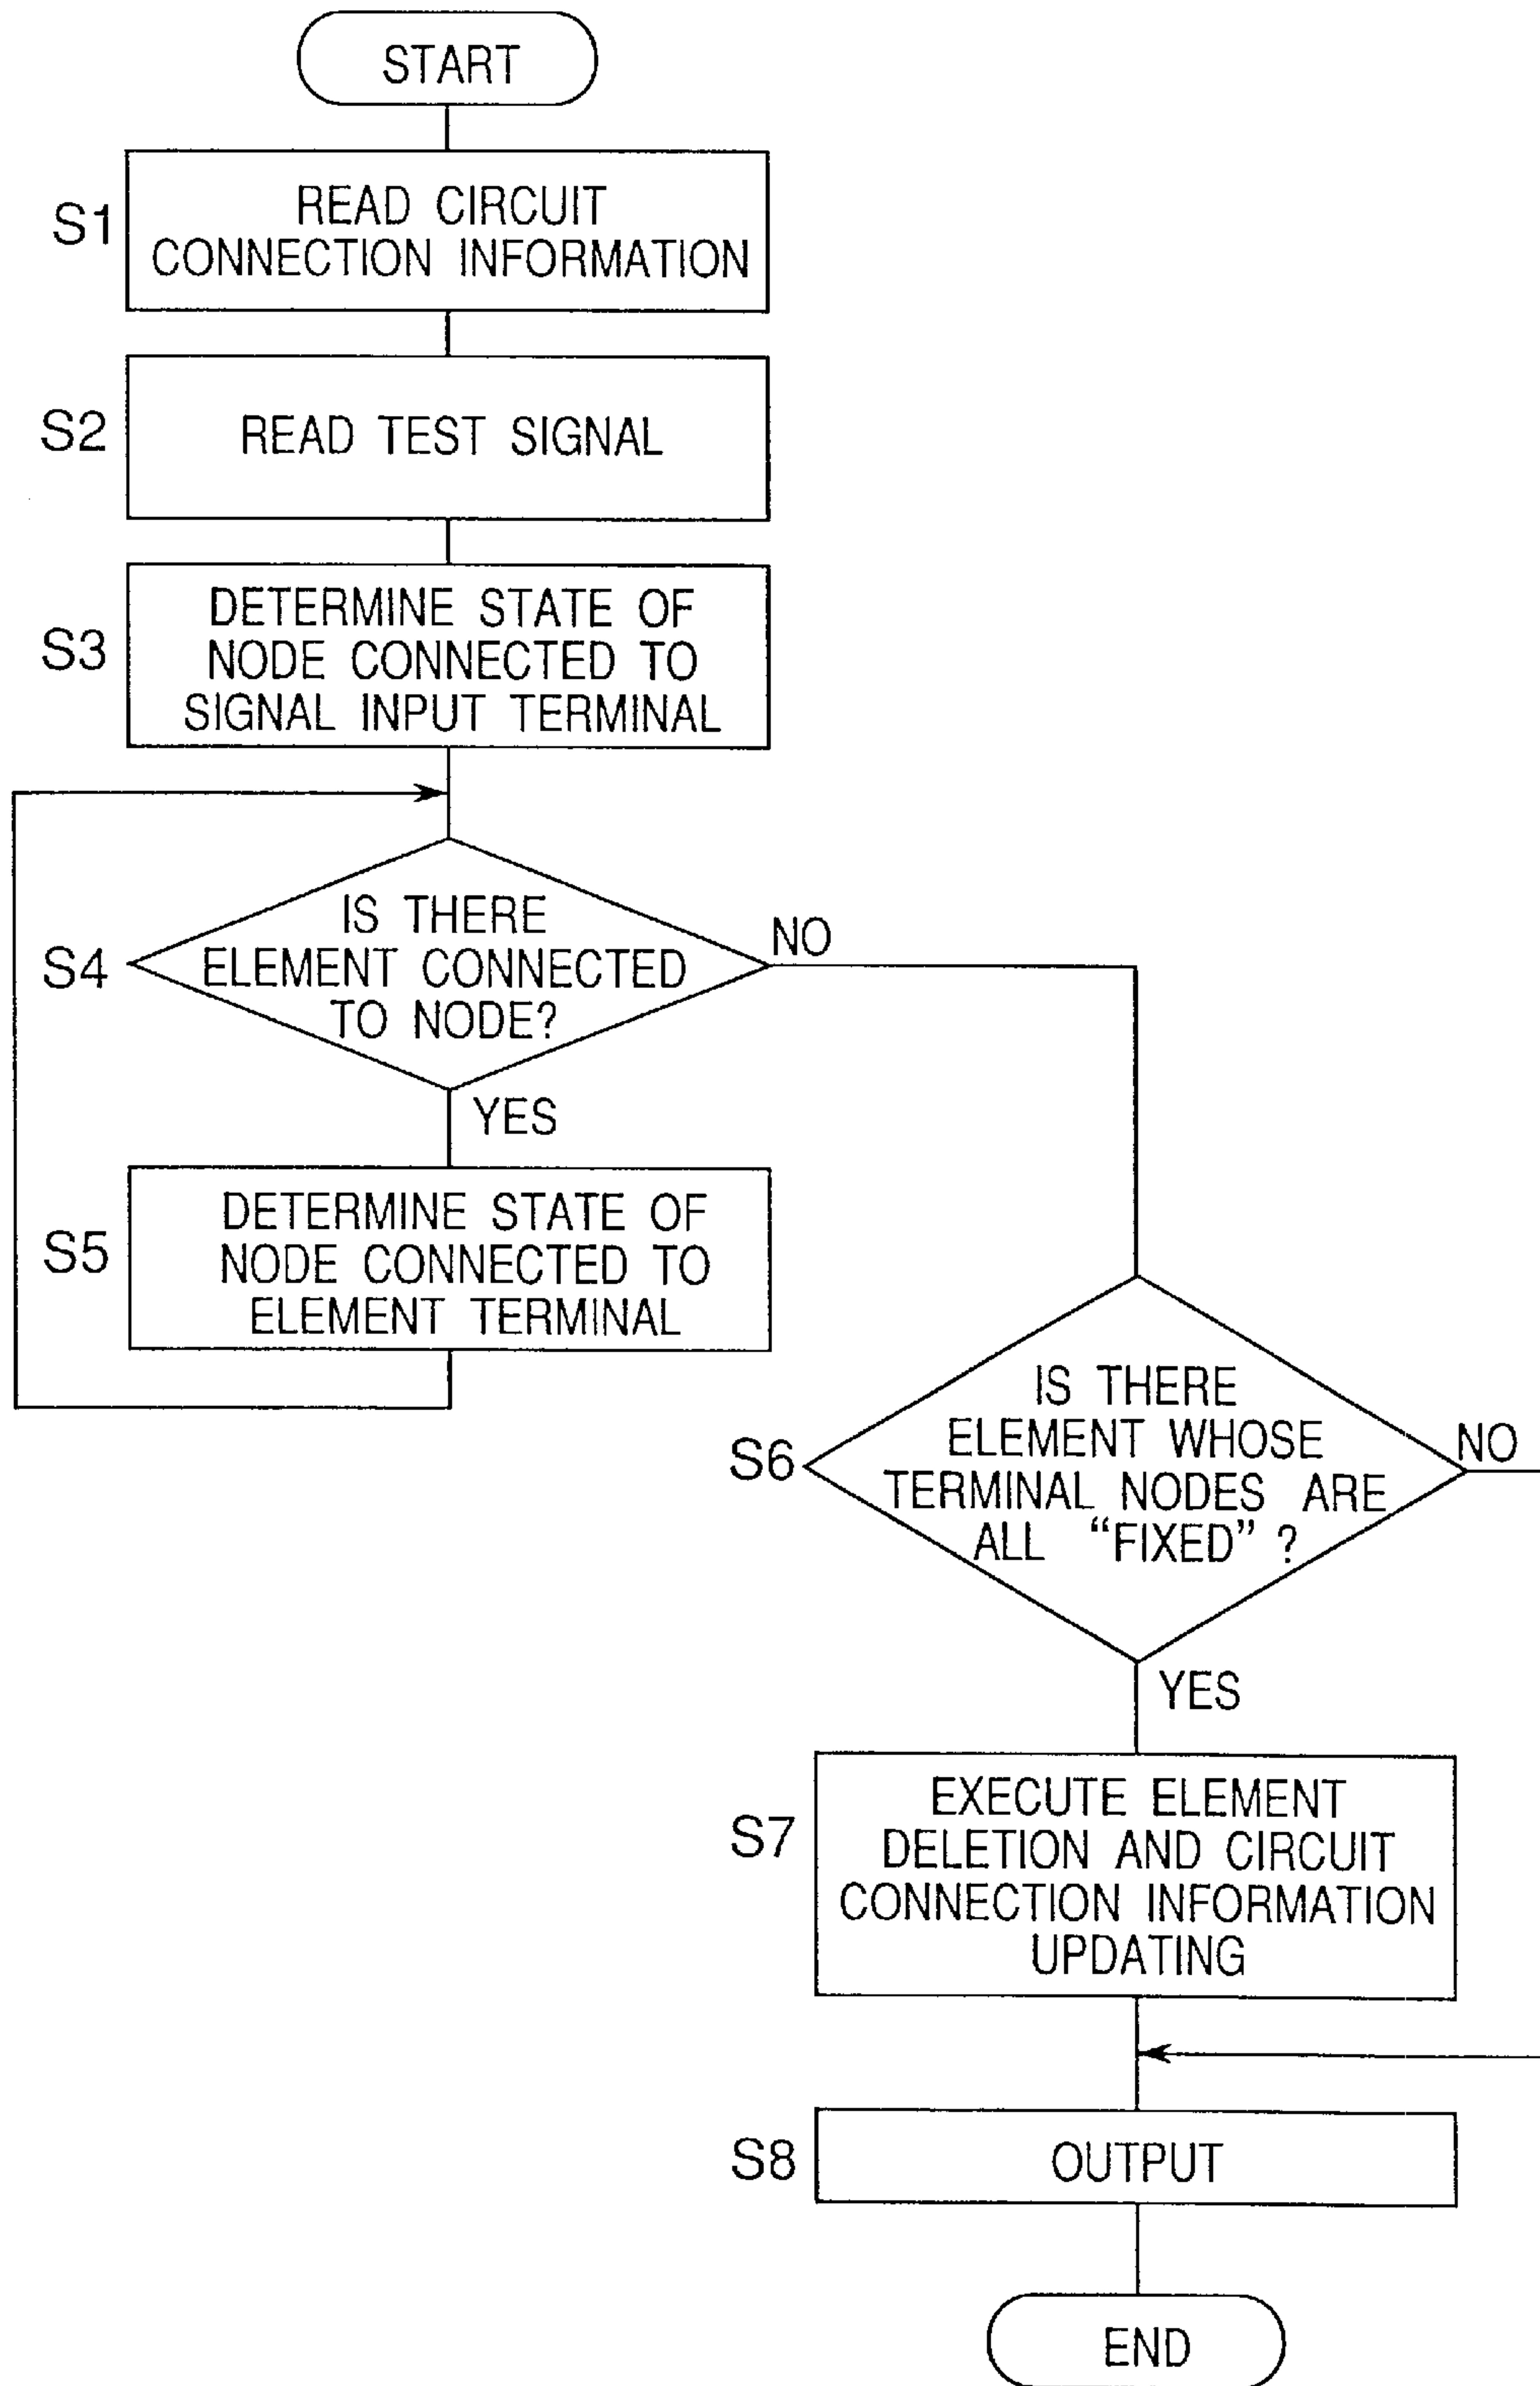 START
S1
READ CIRCUIT
CONNECTION INFORMATION
S2
READ TEST SIGNAL
S3
DETERMINE STATE OF
NODE CONNECTED TO
SIGNAL INPUT TERMINAL
S4
IS THERE
ELEMENT CONNECTED
TO NODE?
NO
YES
S5
DETERMINE STATE OF
NODE CONNECTED TO
ELEMENT TERMINAL
S6
IS THERE
ELEMENT WHOSE
TERMINAL NODES ARE
ALL “FIXED” ?
NO
YES
S7
EXECUTE ELEMENT
DELETION AND CIRCUIT
CONNECTION INFORMATION
UPDATING
S8
OUTPUT
END